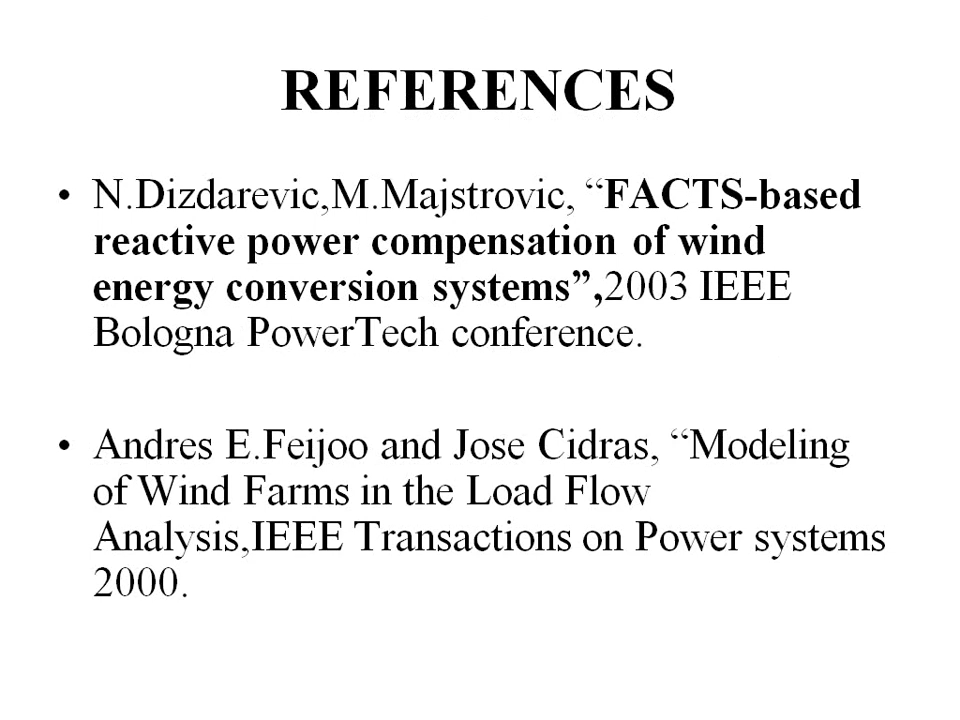 REFERENCES
• N.Dizdarevic,M.Majstrovic, “FACTS-based
reactive power compensation of wind
energy conversion systems”,2003 IEEE
Bologna PowerTech conference.
• Andres E.Feijoo and Jose Cidras, “Modeling
of Wind Farms in the Load Flow
Analysis,IEEE Transactions on Power systems
2000.